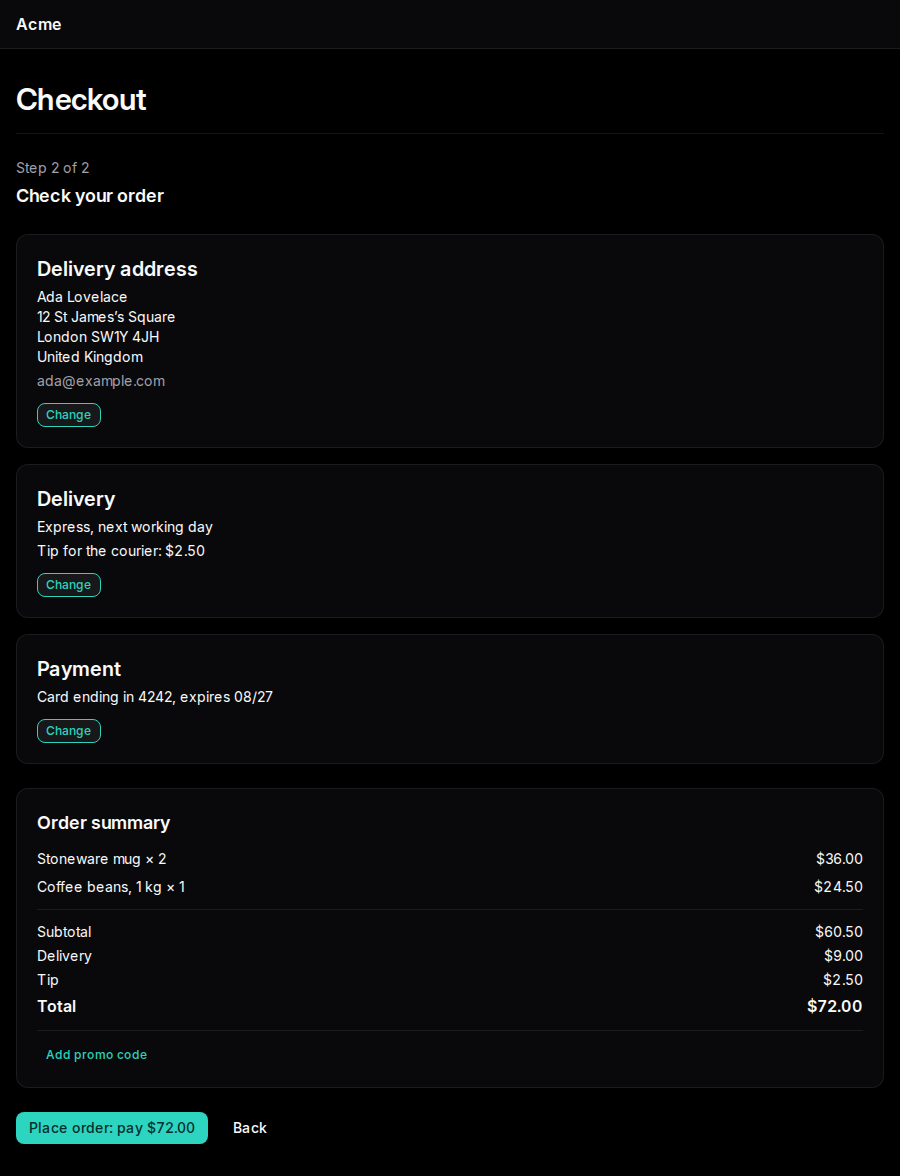 Acme
Checkout
Step 2 of 2
Check your order
Delivery address
Ada Lovelace
12 St James’s Square
London SW1Y 4JH
United Kingdom
ada@example.com
Change
Delivery
Express, next working day
Tip for the courier: $2.50
Change
Payment
Card ending in 4242, expires 08/27
Change
Order summary
Stoneware mug × 2 $36.00
Coffee beans, 1 kg × 1 $24.50
Subtotal $60.50
Delivery $9.00
Tip $2.50
Total $72.00
Add promo code
Place order: pay $72.00 Back